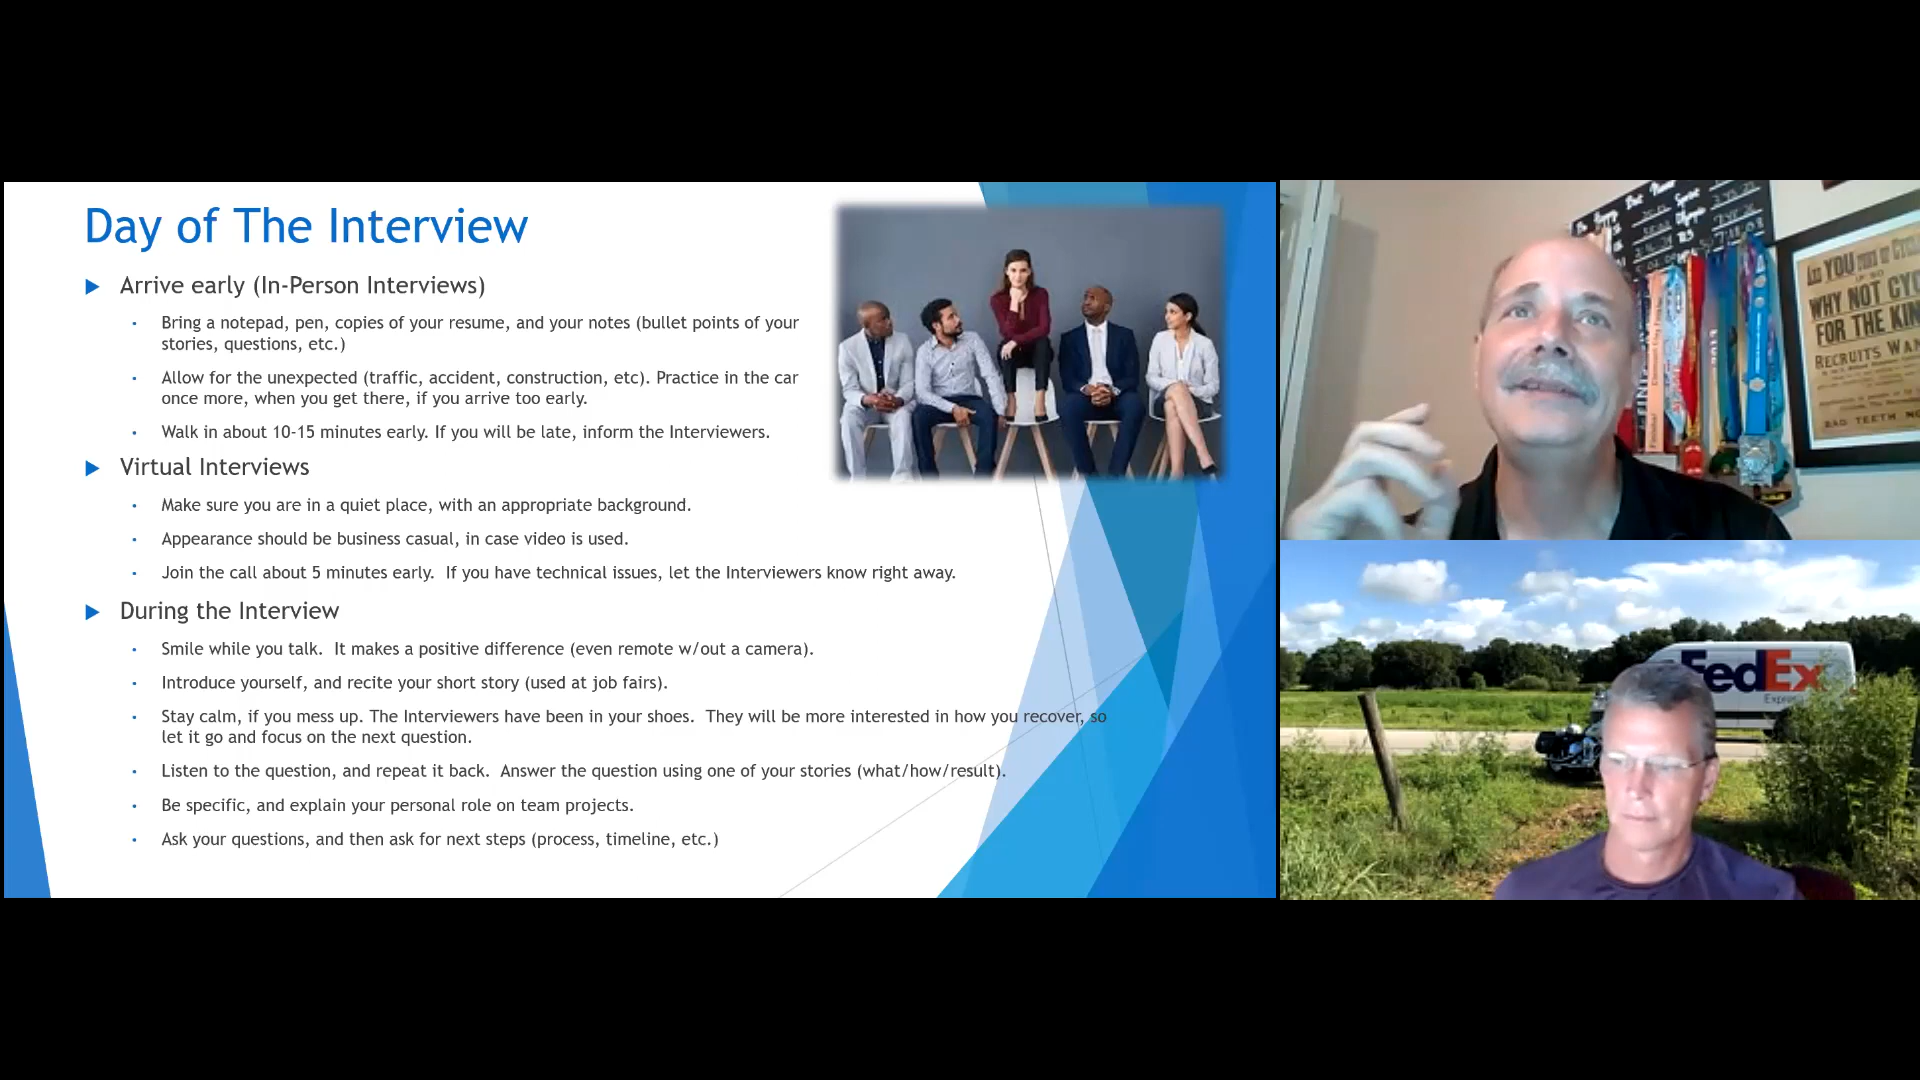 Day of The Interview
Arrive early (In-Person Interviews)
Bring a notepad, pen, copies of your resume, and your notes (bullet points of your
stories, questions, etc.)
Allow for the unexpected (traffic, accident, construction, etc). Practice in the car
once more, when you get there, if you arrive too early.
Walk in about 10-15 minutes early. If you will be late, inform the Interviewers.
Virtual Interviews
Make sure you are in a quiet place, with an appropriate background.
Appearance should be business casual, in case video is used.
Join the call about 5 minutes early.  If you have technical issues, let the Interviewers know right away.
During the Interview
Smile while you talk.  It makes a positive difference (even remote w/out a camera).
Introduce yourself, and recite your short story (used at job fairs).
Stay calm, if you mess up. The Interviewers have been in your shoes.  They will be more interested in how you recover, so
let it go and focus on the next question.
Listen to the question, and repeat it back.  Answer the question using one of your stories (what/how/result).
Be specific, and explain your personal role on team projects.
Ask your questions, and then ask for next steps (process, timeline, etc.)
YOU
WHY NOT
FOR THE
RECRUITS
FedEx